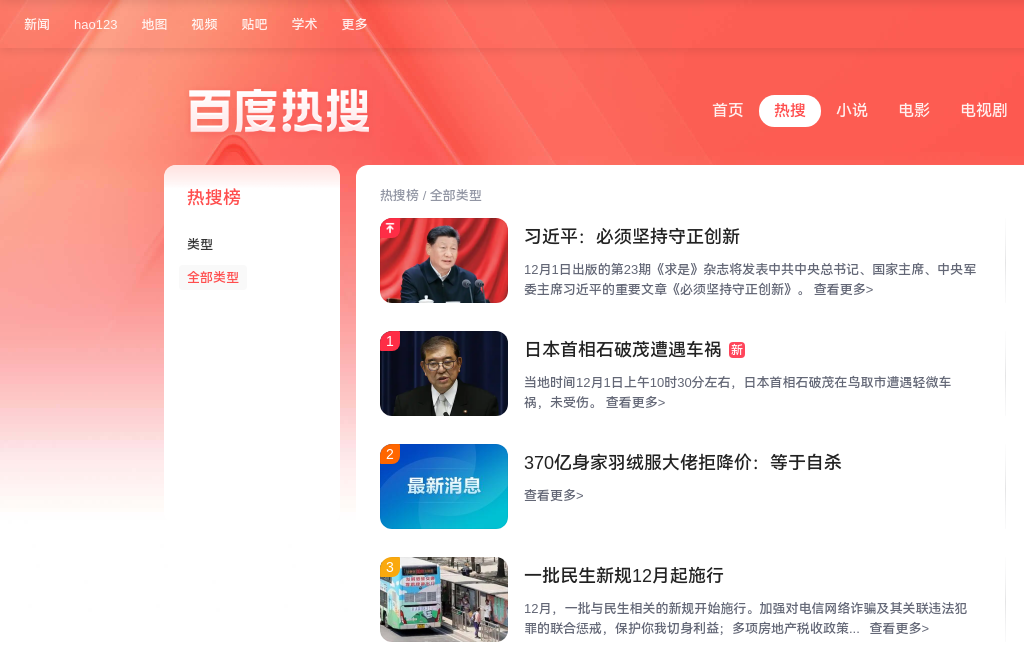 新闻 hao123 地图 视频 贴吧 学术 更多
百度热搜
首页 热搜 小说 电影 电视剧
热搜榜
类型
全部类型
热搜榜 / 全部类型
习近平：必须坚持守正创新
12月1日出版的第23期《求是》杂志将发表中共中央总书记、国家主席、中央军
委主席习近平的重要文章《必须坚持守正创新》。 查看更多>
1
日本首相石破茂遭遇车祸 新
当地时间12月1日上午10时30分左右，日本首相石破茂在鸟取市遭遇轻微车
祸，未受伤。 查看更多>
2
最新消息
370亿身家羽绒服大佬拒降价：等于自杀
查看更多>
3
一批民生新规12月起施行
12月，一批与民生相关的新规开始施行。加强对电信网络诈骗及其关联违法犯
罪的联合惩戒，保护你我切身利益；多项房地产税收政策... 查看更多>